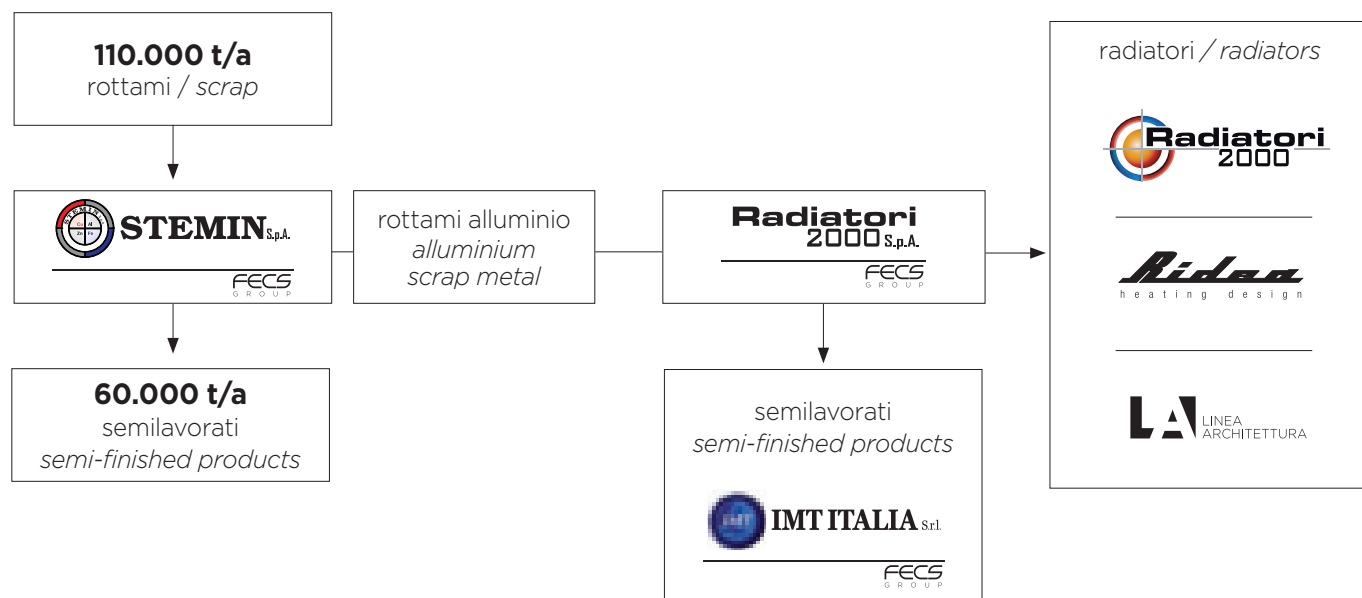 110.000 t/a
rottami / scrap
STEMIN S.p.A.
FECS
GROUP
rottami alluminio
alluminium
scrap metal
Radiatori
2000 S.p.A.
FECS
GROUP
60.000 t/a
semilavorati
semi-finished products
semilavorati
semi-finished products
IMT
IMT ITALIA S.r.l.
FECS
GROUP
radiatori / radiators
Radiatori
2000
Ridea
heating design
LA LINEA
ARCHITETTURA